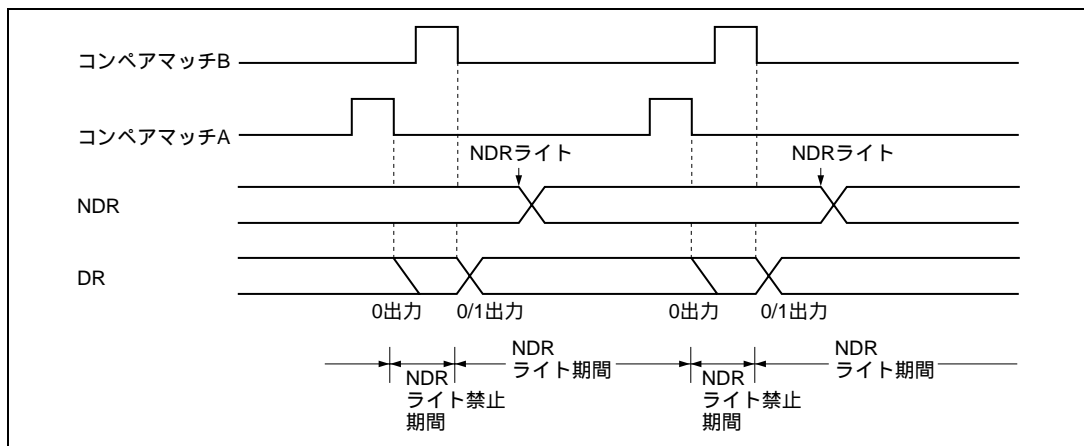 コンペアマッチB
コンペアマッチA
NDRライト NDRライト
NDR
DR
0出力 0/1出力 0出力 0/1出力
NDR
ライト期間
NDR
ライト期間
NDR
ライト禁止
期間
NDR
ライト禁止
期間